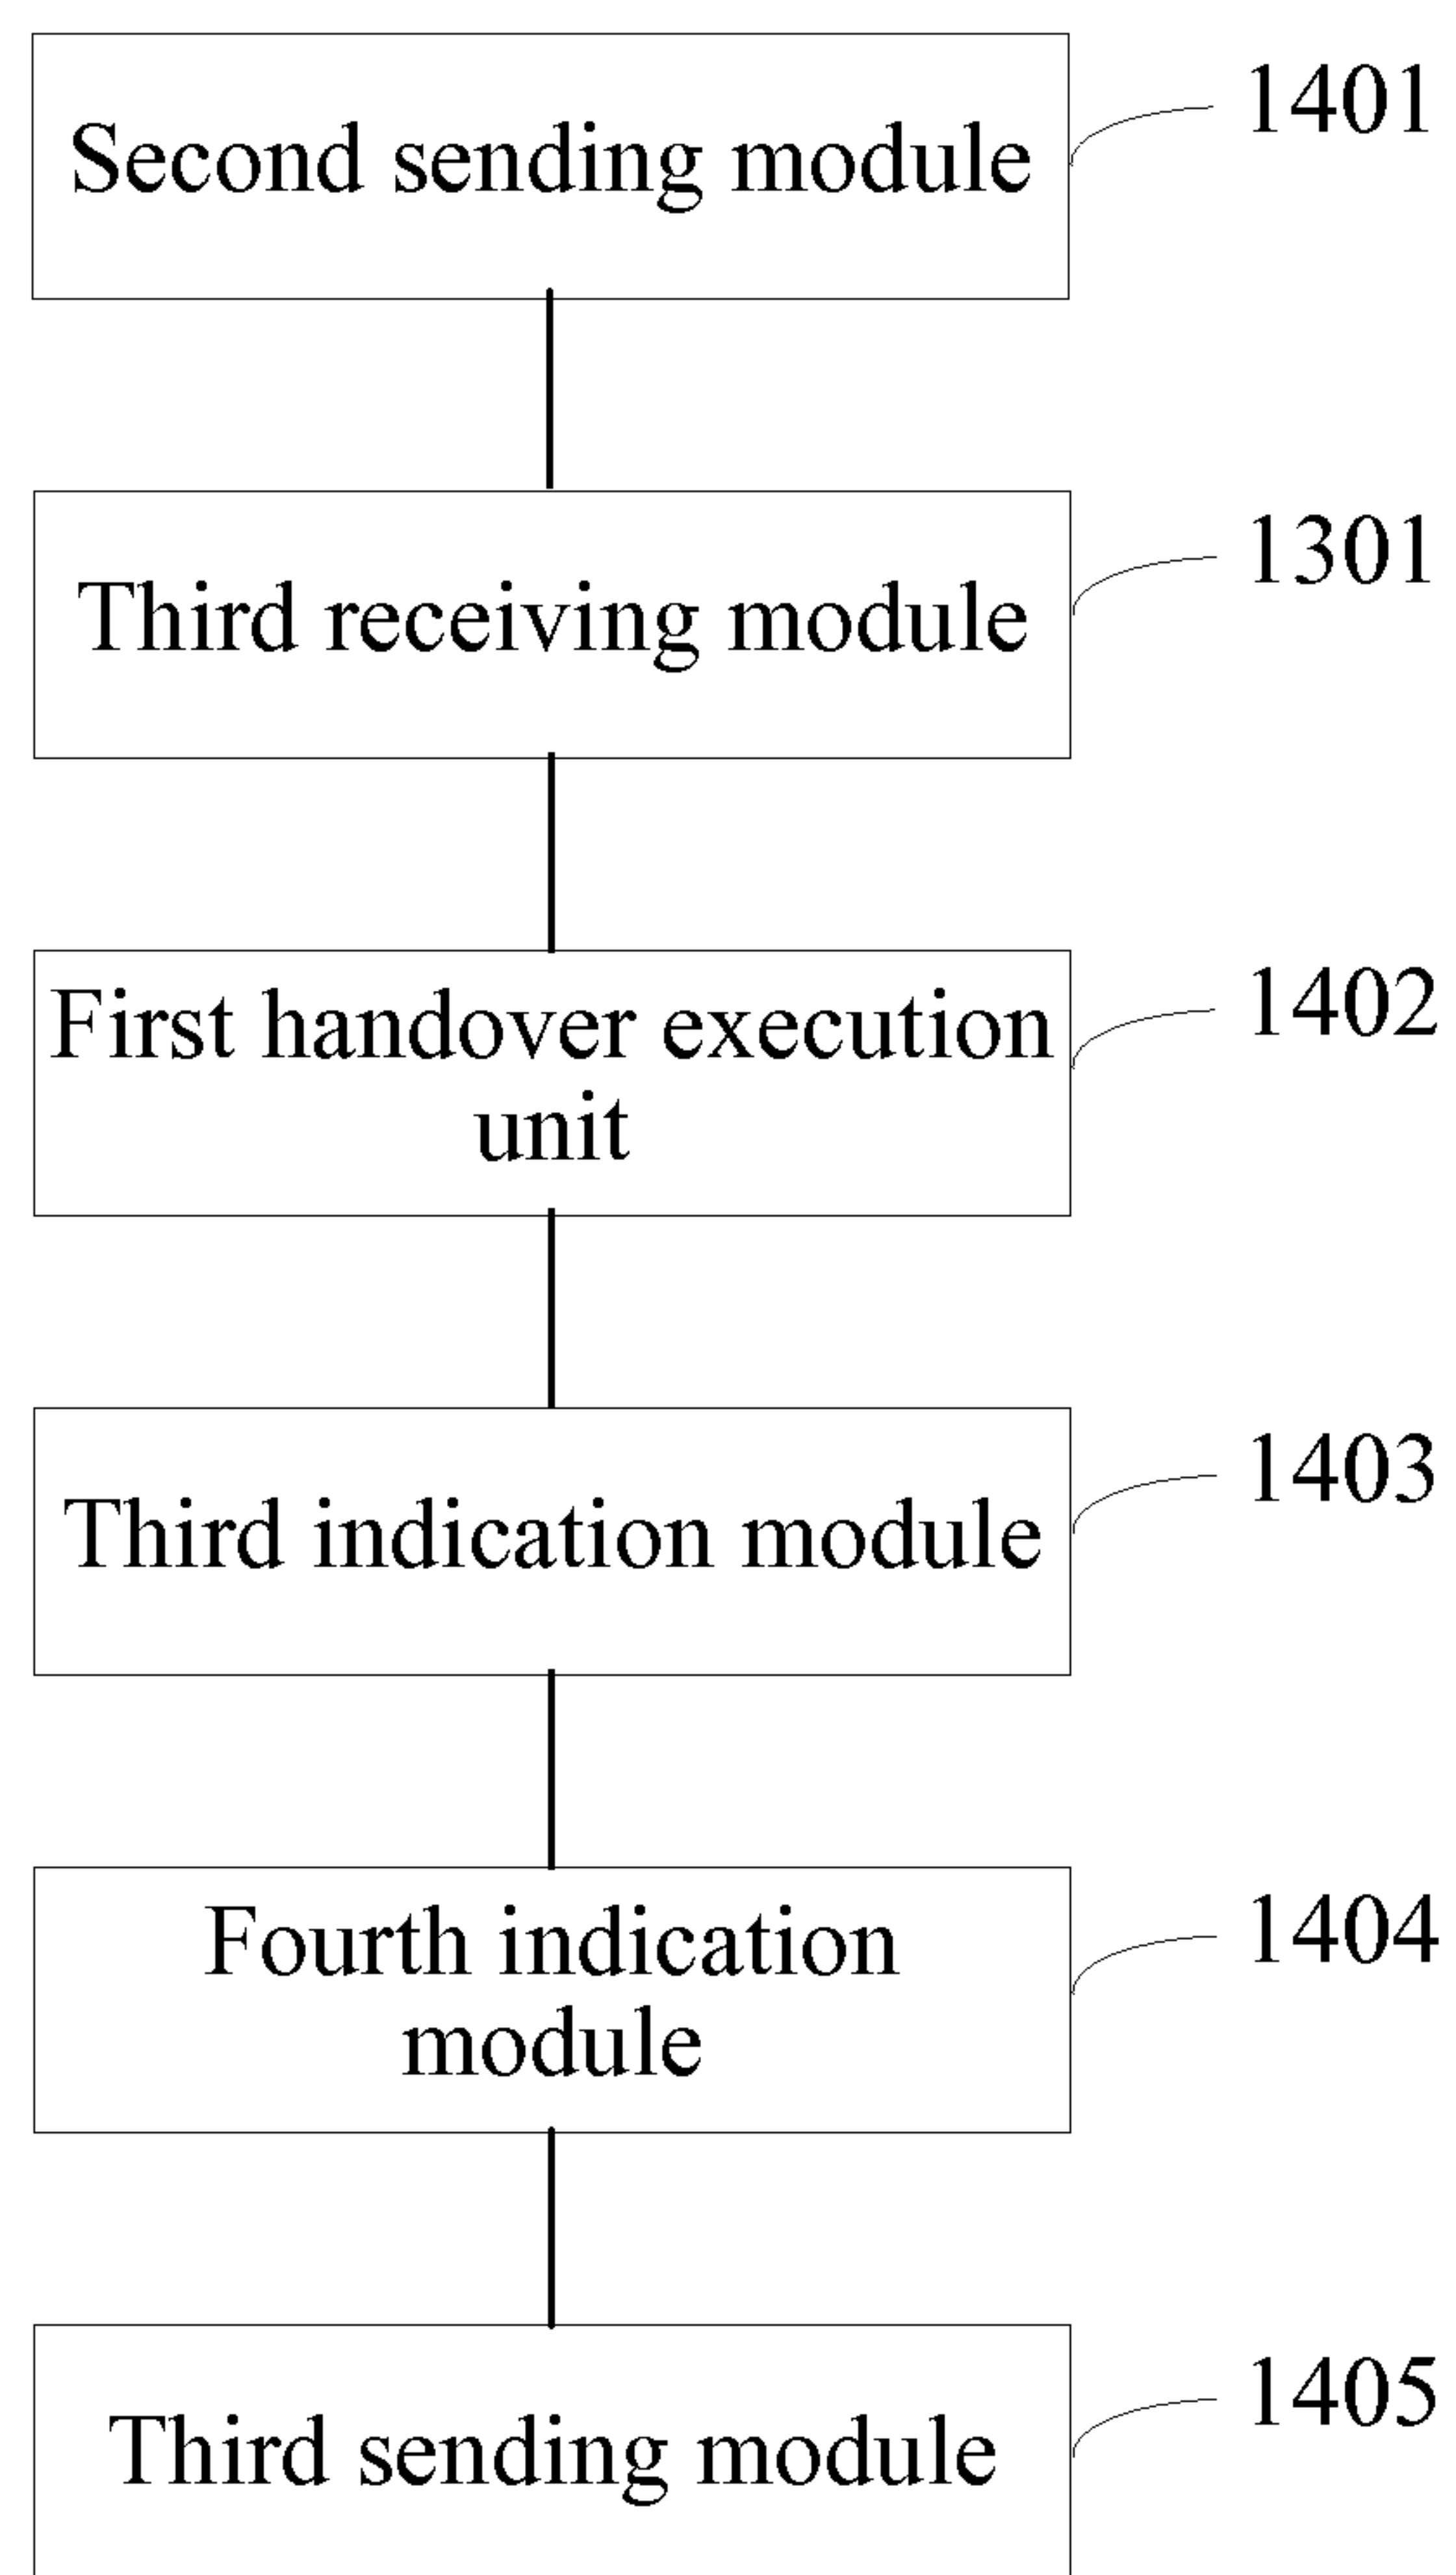 Second sending module
1401
Third receiving module
1301
First handover execution
unit
1402
Third indication module
1403
Fourth indication
module
1404
Third sending module
1405